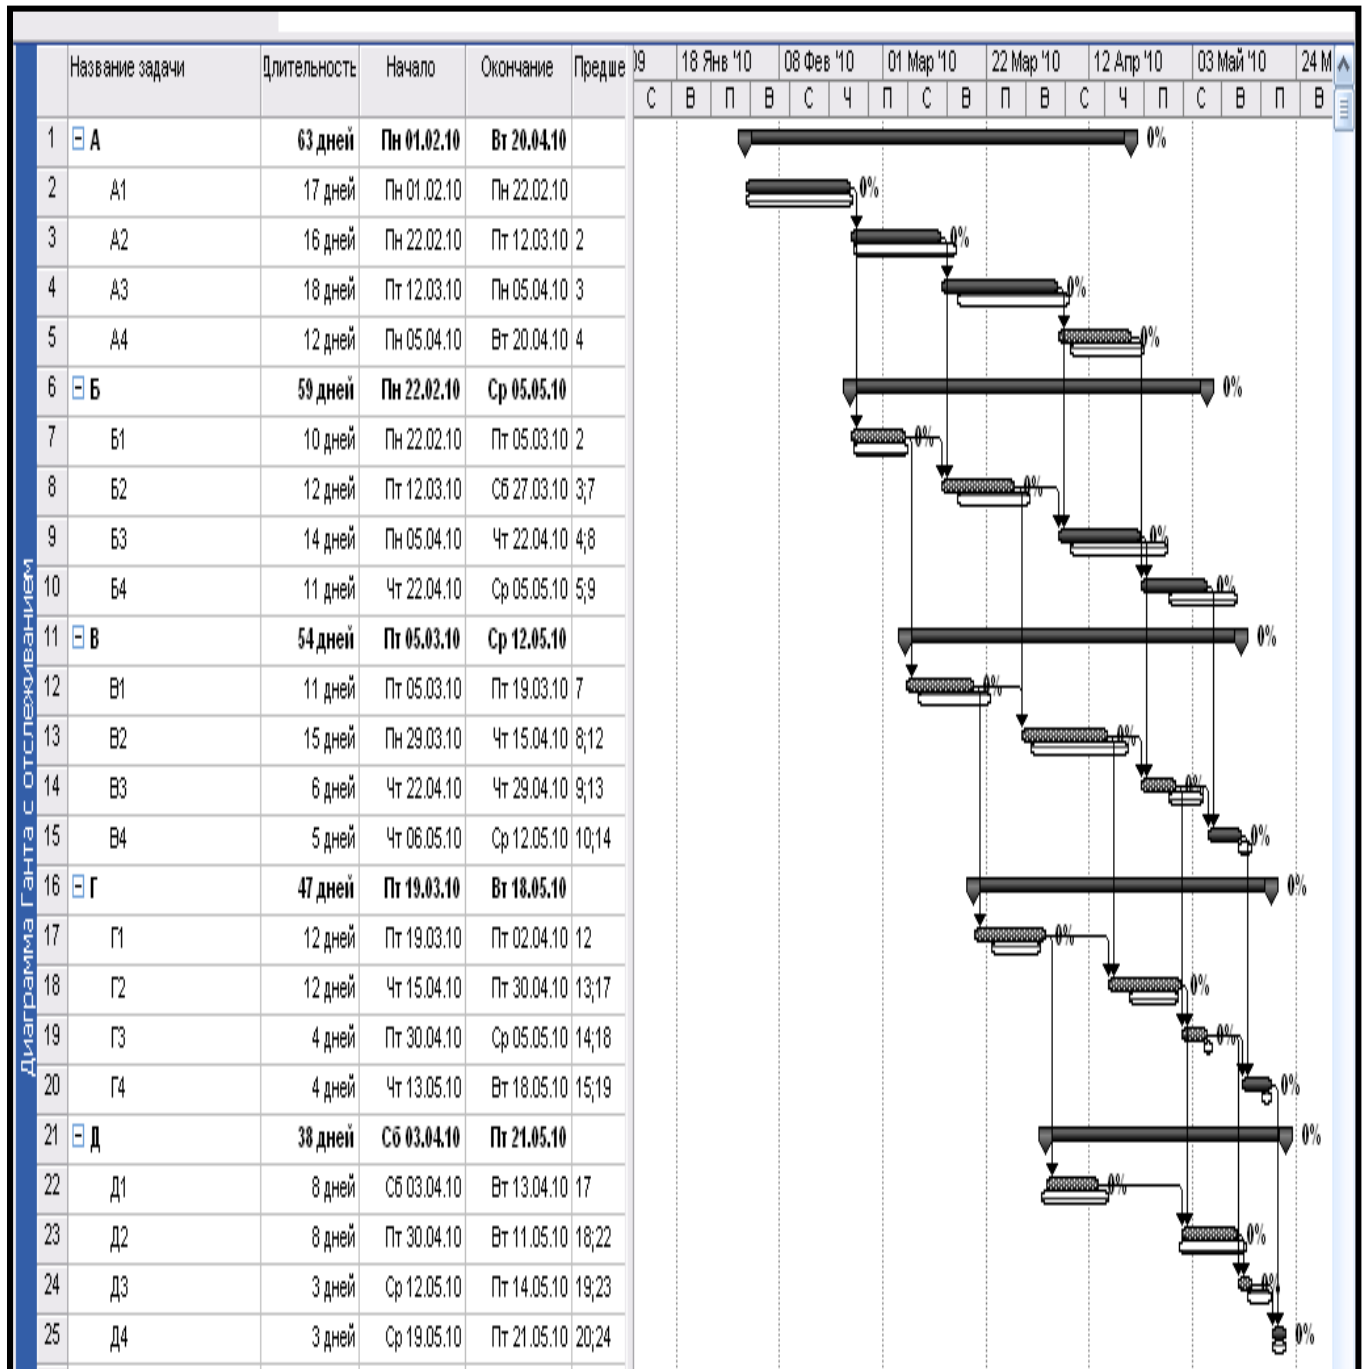 Название задачи Длительность Начало Окончание Предше 09 18 Янв '10 08 Фев '10 01 Мар '10 22 Мар '10 12 Апр '10 03 Май '10 24 М
С В П В С Ч П С В П В С Ч П С В П В
1 А 63 дней Пн 01.02.10 Вт 20.04.10 0%
2 А1 17 дней Пн 01.02.10 Пн 22.02.10 0%
3 А2 16 дней Пн 22.02.10 Пт 12.03.10 2 0%
4 А3 18 дней Пт 12.03.10 Пн 05.04.10 3 0%
5 А4 12 дней Пн 05.04.10 Вт 20.04.10 4 0%
6 Б 59 дней Пн 22.02.10 Ср 05.05.10 0%
7 Б1 10 дней Пн 22.02.10 Пт 05.03.10 2 0%
8 Б2 12 дней Пт 12.03.10 Сб 27.03.10 3;7 0%
9 Б3 14 дней Пн 05.04.10 Чт 22.04.10 4;8 0%
10 Б4 11 дней Чт 22.04.10 Ср 05.05.10 5;9 0%
11 В 54 дней Пт 05.03.10 Ср 12.05.10 0%
12 В1 11 дней Пт 05.03.10 Пт 19.03.10 7 0%
13 В2 15 дней Пн 29.03.10 Чт 15.04.10 8;12 0%
14 В3 6 дней Чт 22.04.10 Чт 29.04.10 9;13 0%
15 В4 5 дней Чт 06.05.10 Ср 12.05.10 10;14 0%
16 Г 47 дней Пт 19.03.10 Вт 18.05.10 0%
17 Г1 12 дней Пт 19.03.10 Пт 02.04.10 12 0%
18 Г2 12 дней Чт 15.04.10 Пт 30.04.10 13;17 0%
19 Г3 4 дней Пт 30.04.10 Ср 05.05.10 14;18 0%
20 Г4 4 дней Чт 13.05.10 Вт 18.05.10 15;19 0%
21 Д 38 дней Сб 03.04.10 Пт 21.05.10 0%
22 Д1 8 дней Сб 03.04.10 Вт 13.04.10 17 0%
23 Д2 8 дней Пт 30.04.10 Вт 11.05.10 18;22 0%
24 Д3 3 дней Ср 12.05.10 Пт 14.05.10 19;23 0%
25 Д4 3 дней Ср 19.05.10 Пт 21.05.10 20;24 0%
Диаграмма Ганта с отслеживанием